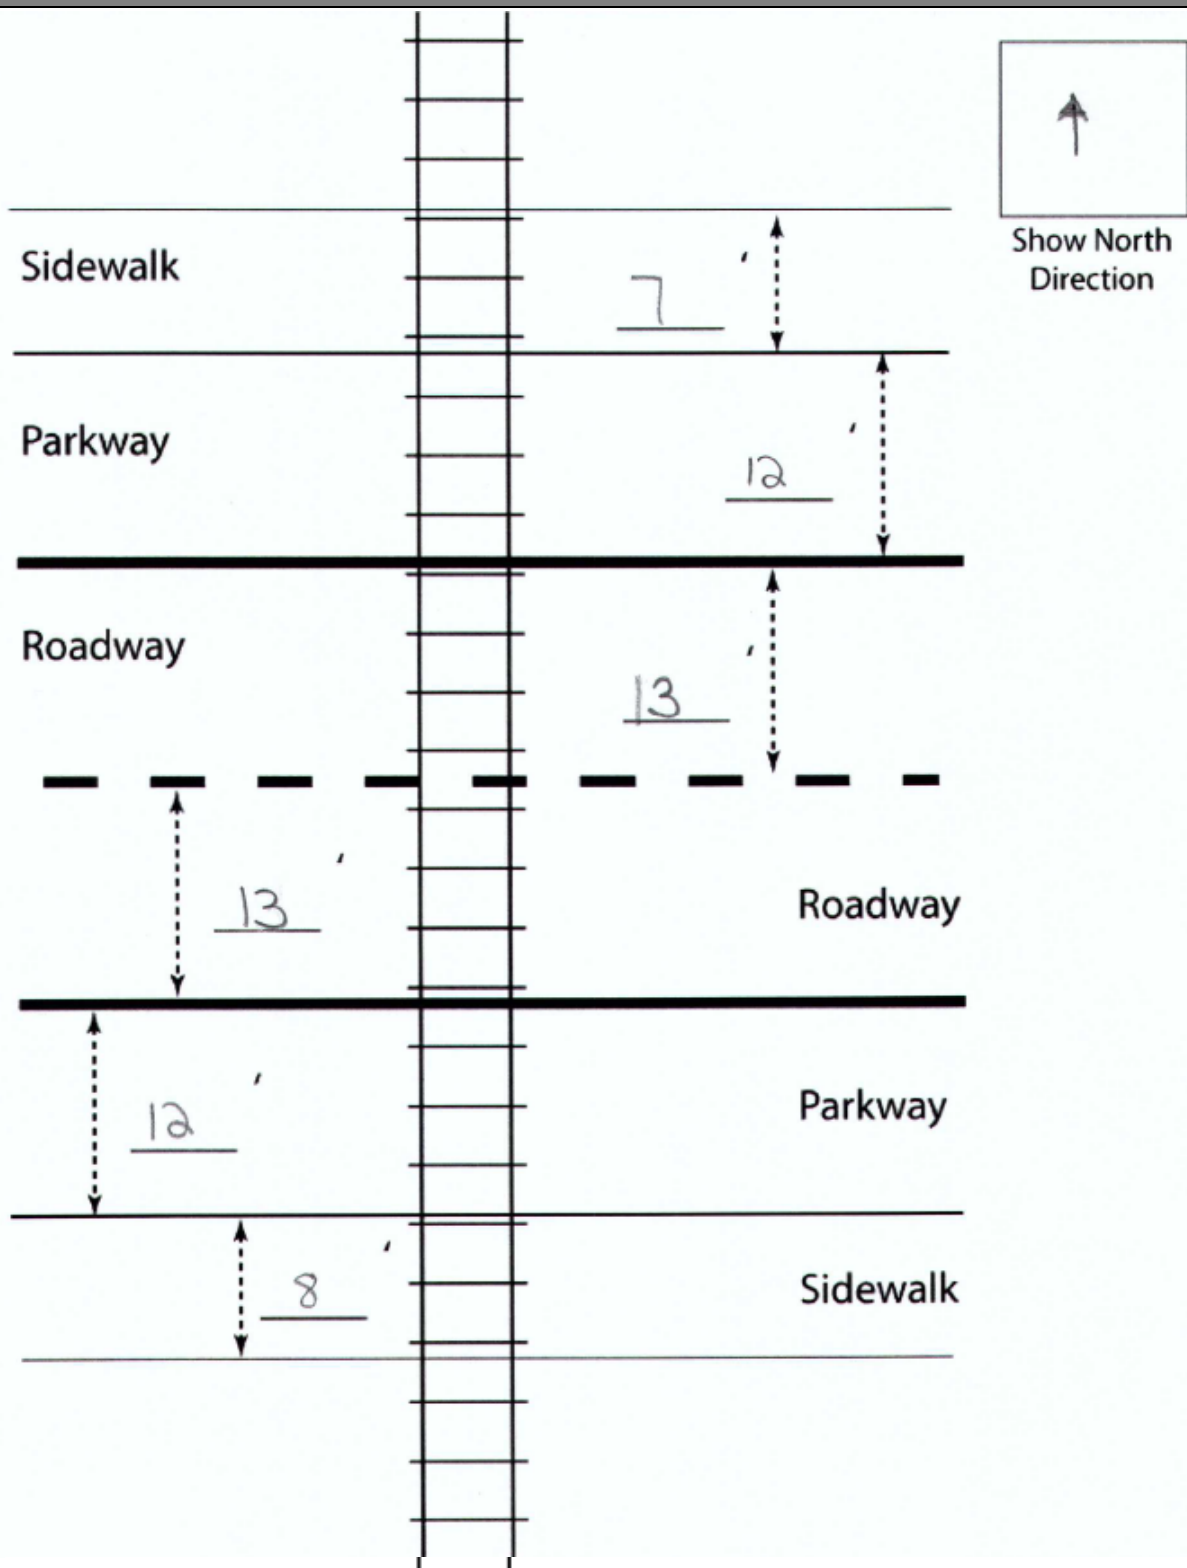 Show North
Direction
Sidewalk
7 '
Parkway
12 '
Roadway
13 '
13 '
Roadway
12 '
Parkway
8 '
Sidewalk